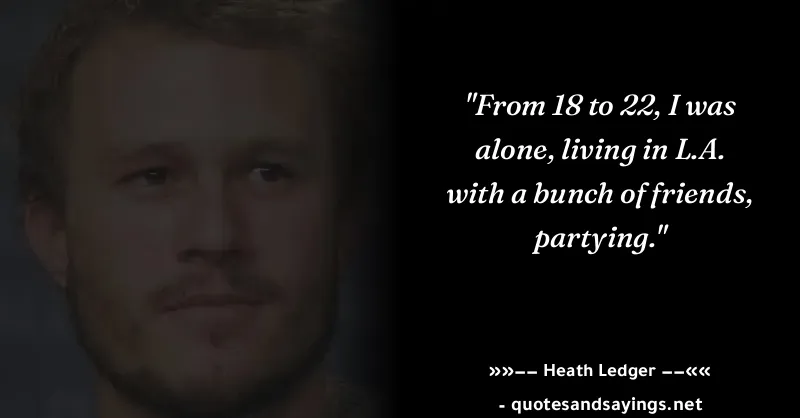 "From 18 to 22, I was
alone, living in L.A.
with a bunch of friends,
partying."
»»−− Heath Ledger −−««
- quotesandsayings.net